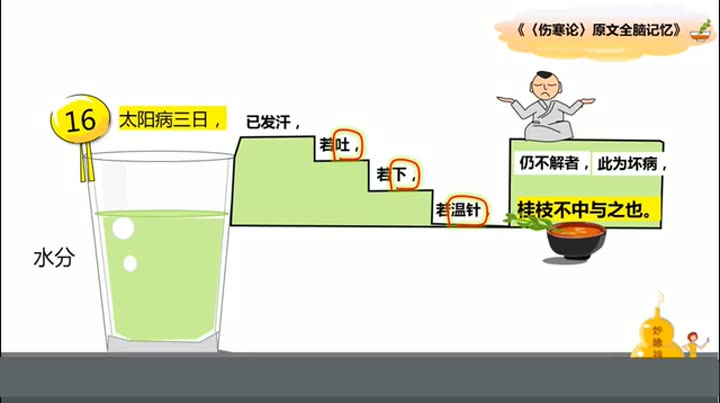 《〈伤寒论〉原文全脑记忆》
16
太阳病三日，
已发汗，
若吐，
若下，
若温针，
仍不解者，此为坏病，
桂枝不中与之也。
水分